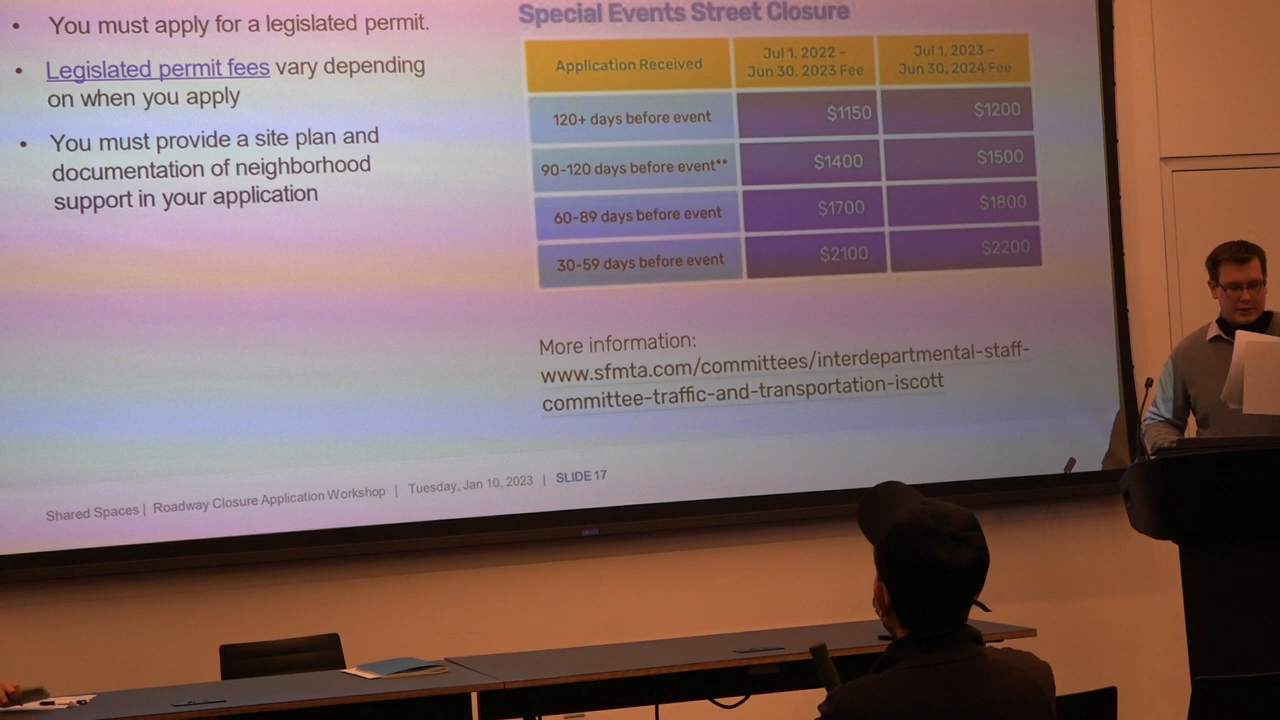 • You must apply for a legislated permit.
• Legislated permit fees vary depending
on when you apply
• You must provide a site plan and
documentation of neighborhood
support in your application
Special Events Street Closure
Application Received
Jul 1, 2022 –
Jun 30, 2023 Fee
Jul 1, 2023 –
Jun 30, 2024 Fee
120+ days before event $1150 $1200
90-120 days before event** $1400 $1500
60-89 days before event $1700 $1800
30-59 days before event $2100 $2200
More information:
www.sfmta.com/committees/interdepartmental-staff-
committee-traffic-and-transportation-iscott
Shared Spaces | Roadway Closure Application Workshop | Tuesday, Jan 10, 2023 | SLIDE 17